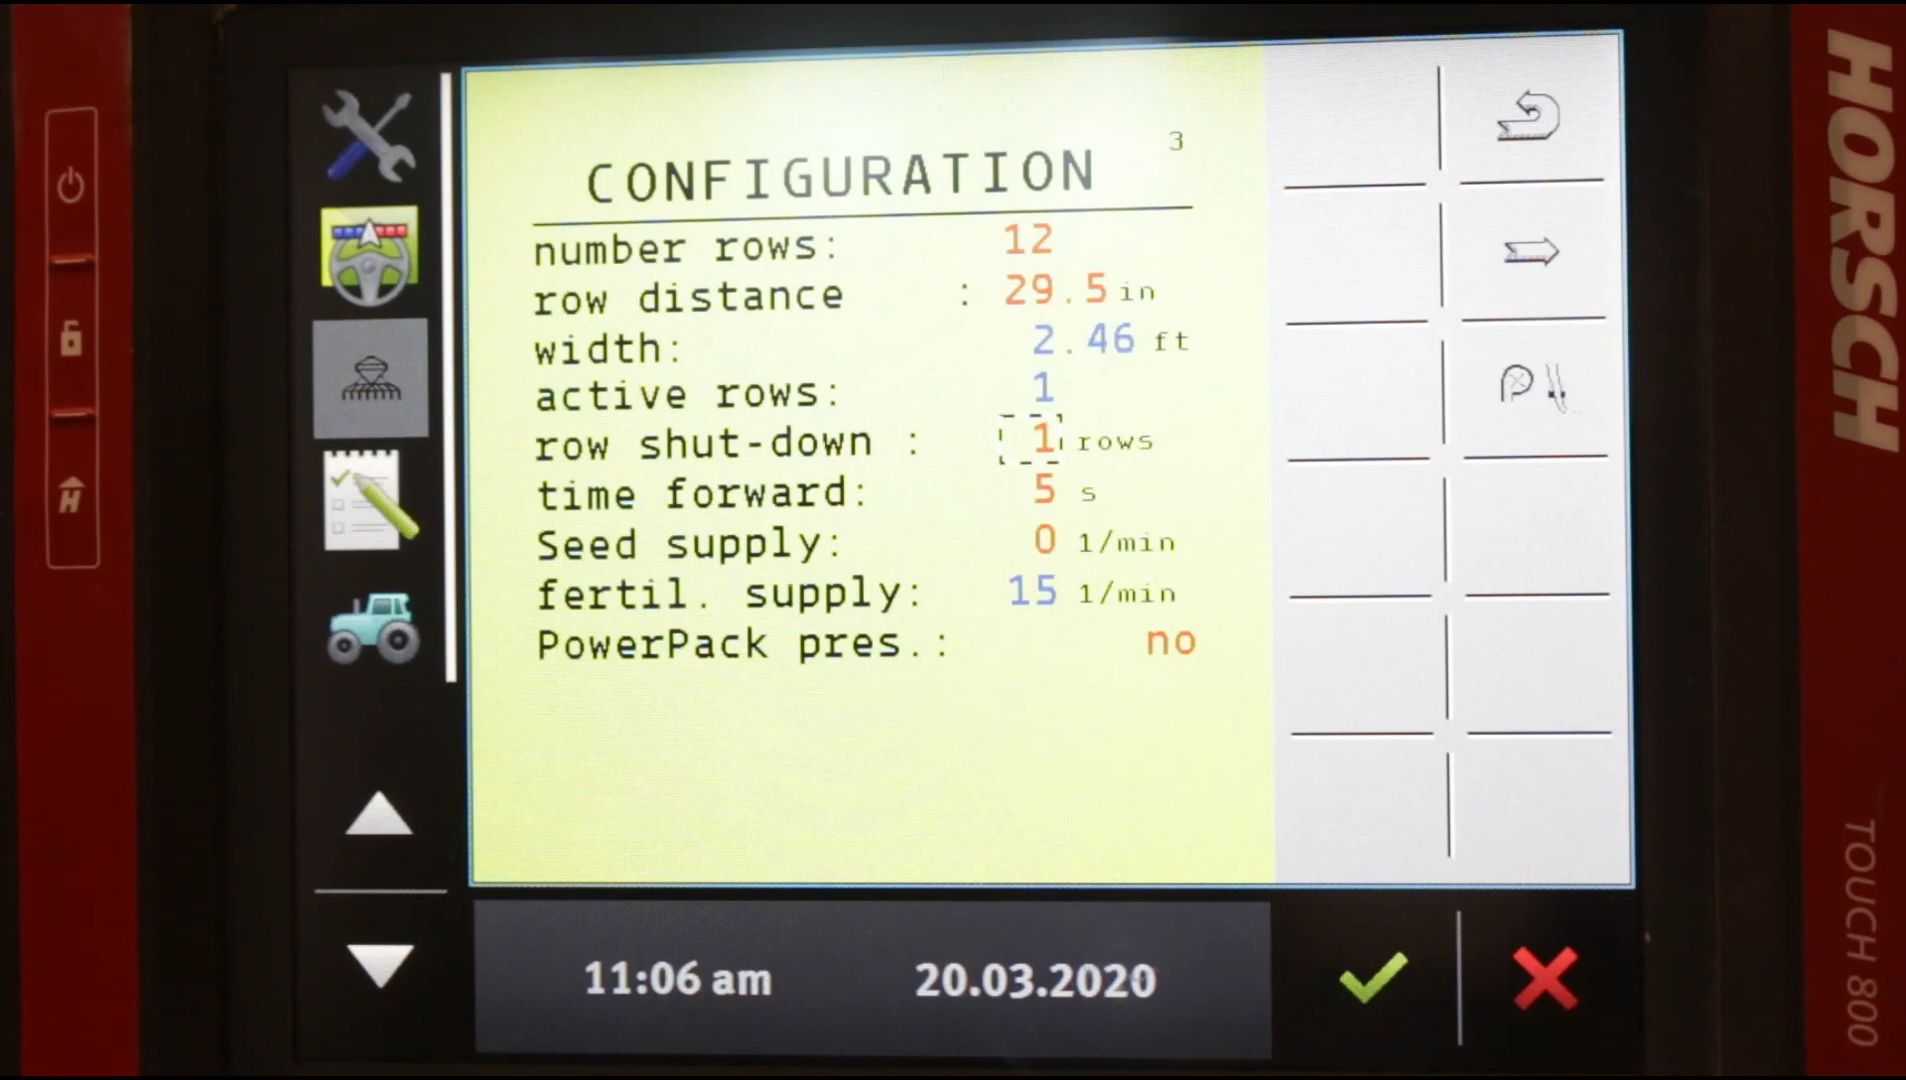 3
CONFIGURATION
number rows: 12
row distance : 29.5 in
width: 2.46 ft
active rows: 1
row shut-down : 1 rows
time forward: 5 s
Seed supply: 0 1/min
fertil. supply: 15 1/min
PowerPack pres.: no
11:06 am 20.03.2020
HORSCH
TOUCH 800
H